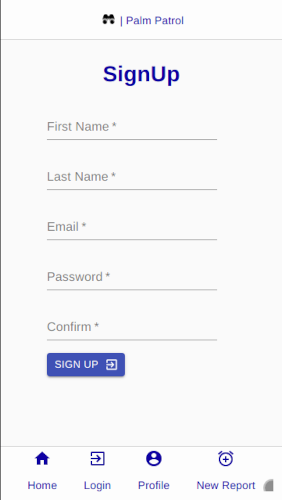 | Palm Patrol
SignUp
First Name *
Last Name *
Email *
Password *
Confirm *
SIGN UP
Home Login Profile New Report